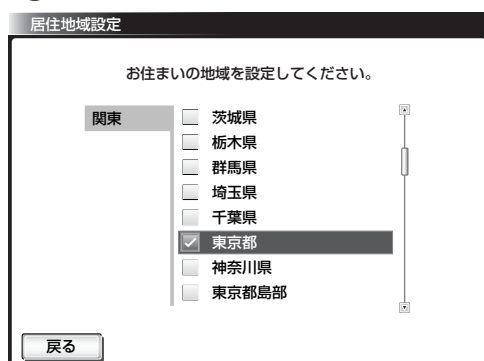 居住地域設定
お住まいの地域を設定してください。
関東
茨城県
栃木県
群馬県
埼玉県
千葉県
東京都
神奈川県
東京都島部
戻る